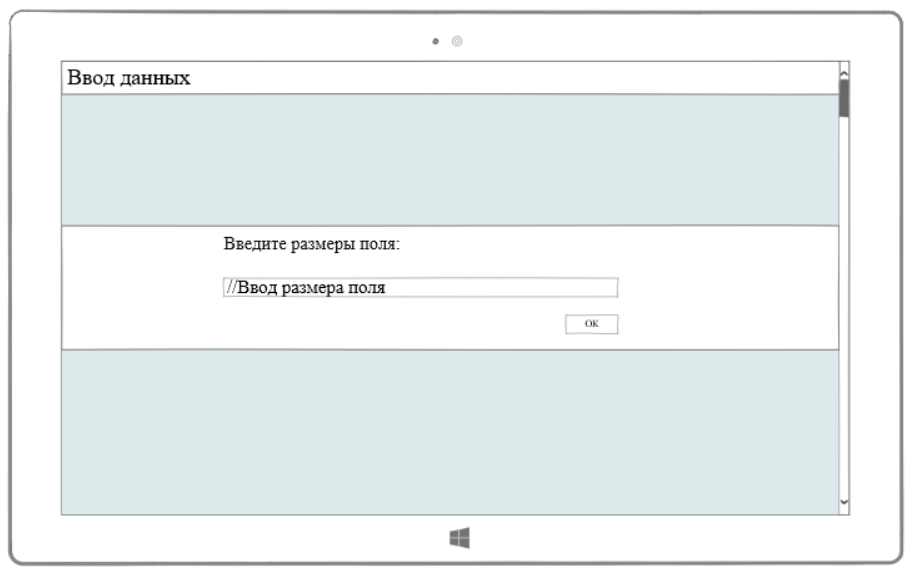 Ввод данных
Введите размеры поля:
//Ввод размера поля
OK